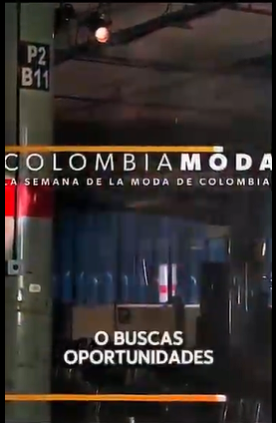 P2
B11
COLOMBIAMODA
LA SEMANA DE LA MODA DE COLOMBIA
O BUSCAS
OPORTUNIDADES